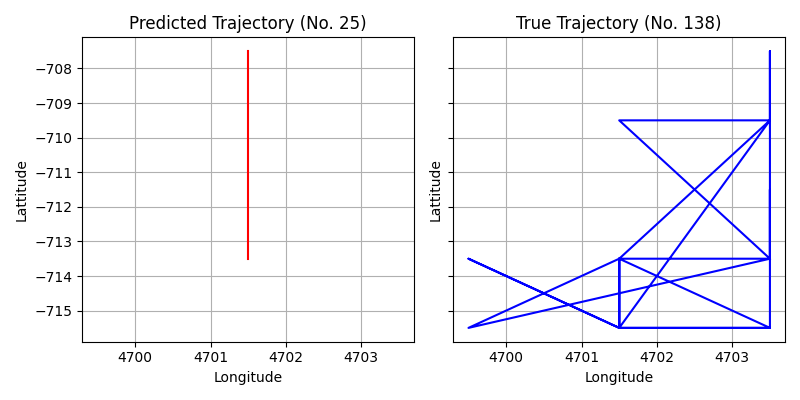 Predicted Trajectory (No. 25)
True Trajectory (No. 138)
−708
−709
−710
−711
−712
−713
−714
−715
Lattitude
Lattitude
4700
4701
4702
4703
4700
4701
4702
4703
Longitude
Longitude